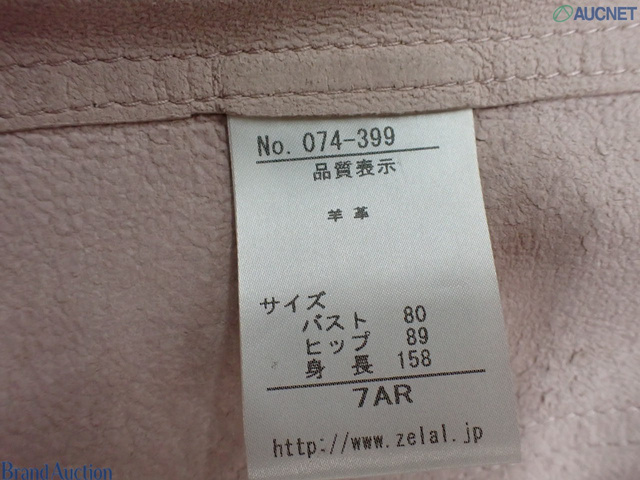 AUCNET
No. 074-399
品質表示
羊革
サイズ
バスト 80
ヒップ 89
身長 158
7AR
http://www.zelal.jp
Brand Auction